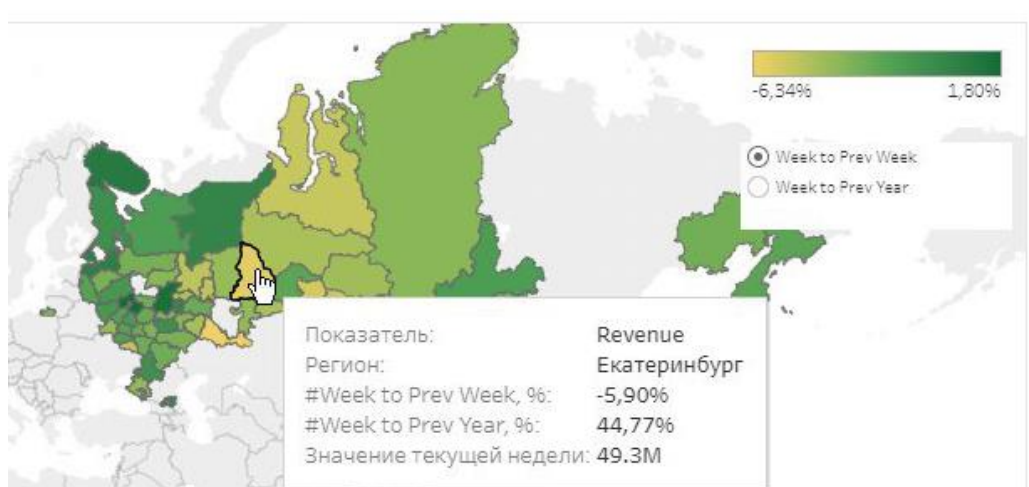 -6,34% 1,80%
Week to Prev Week
Week to Prev Year
Показатель: Revenue
Регион: Екатеринбург
#Week to Prev Week, %: -5,90%
#Week to Prev Year, %: 44,77%
Значение текущей недели: 49.3M